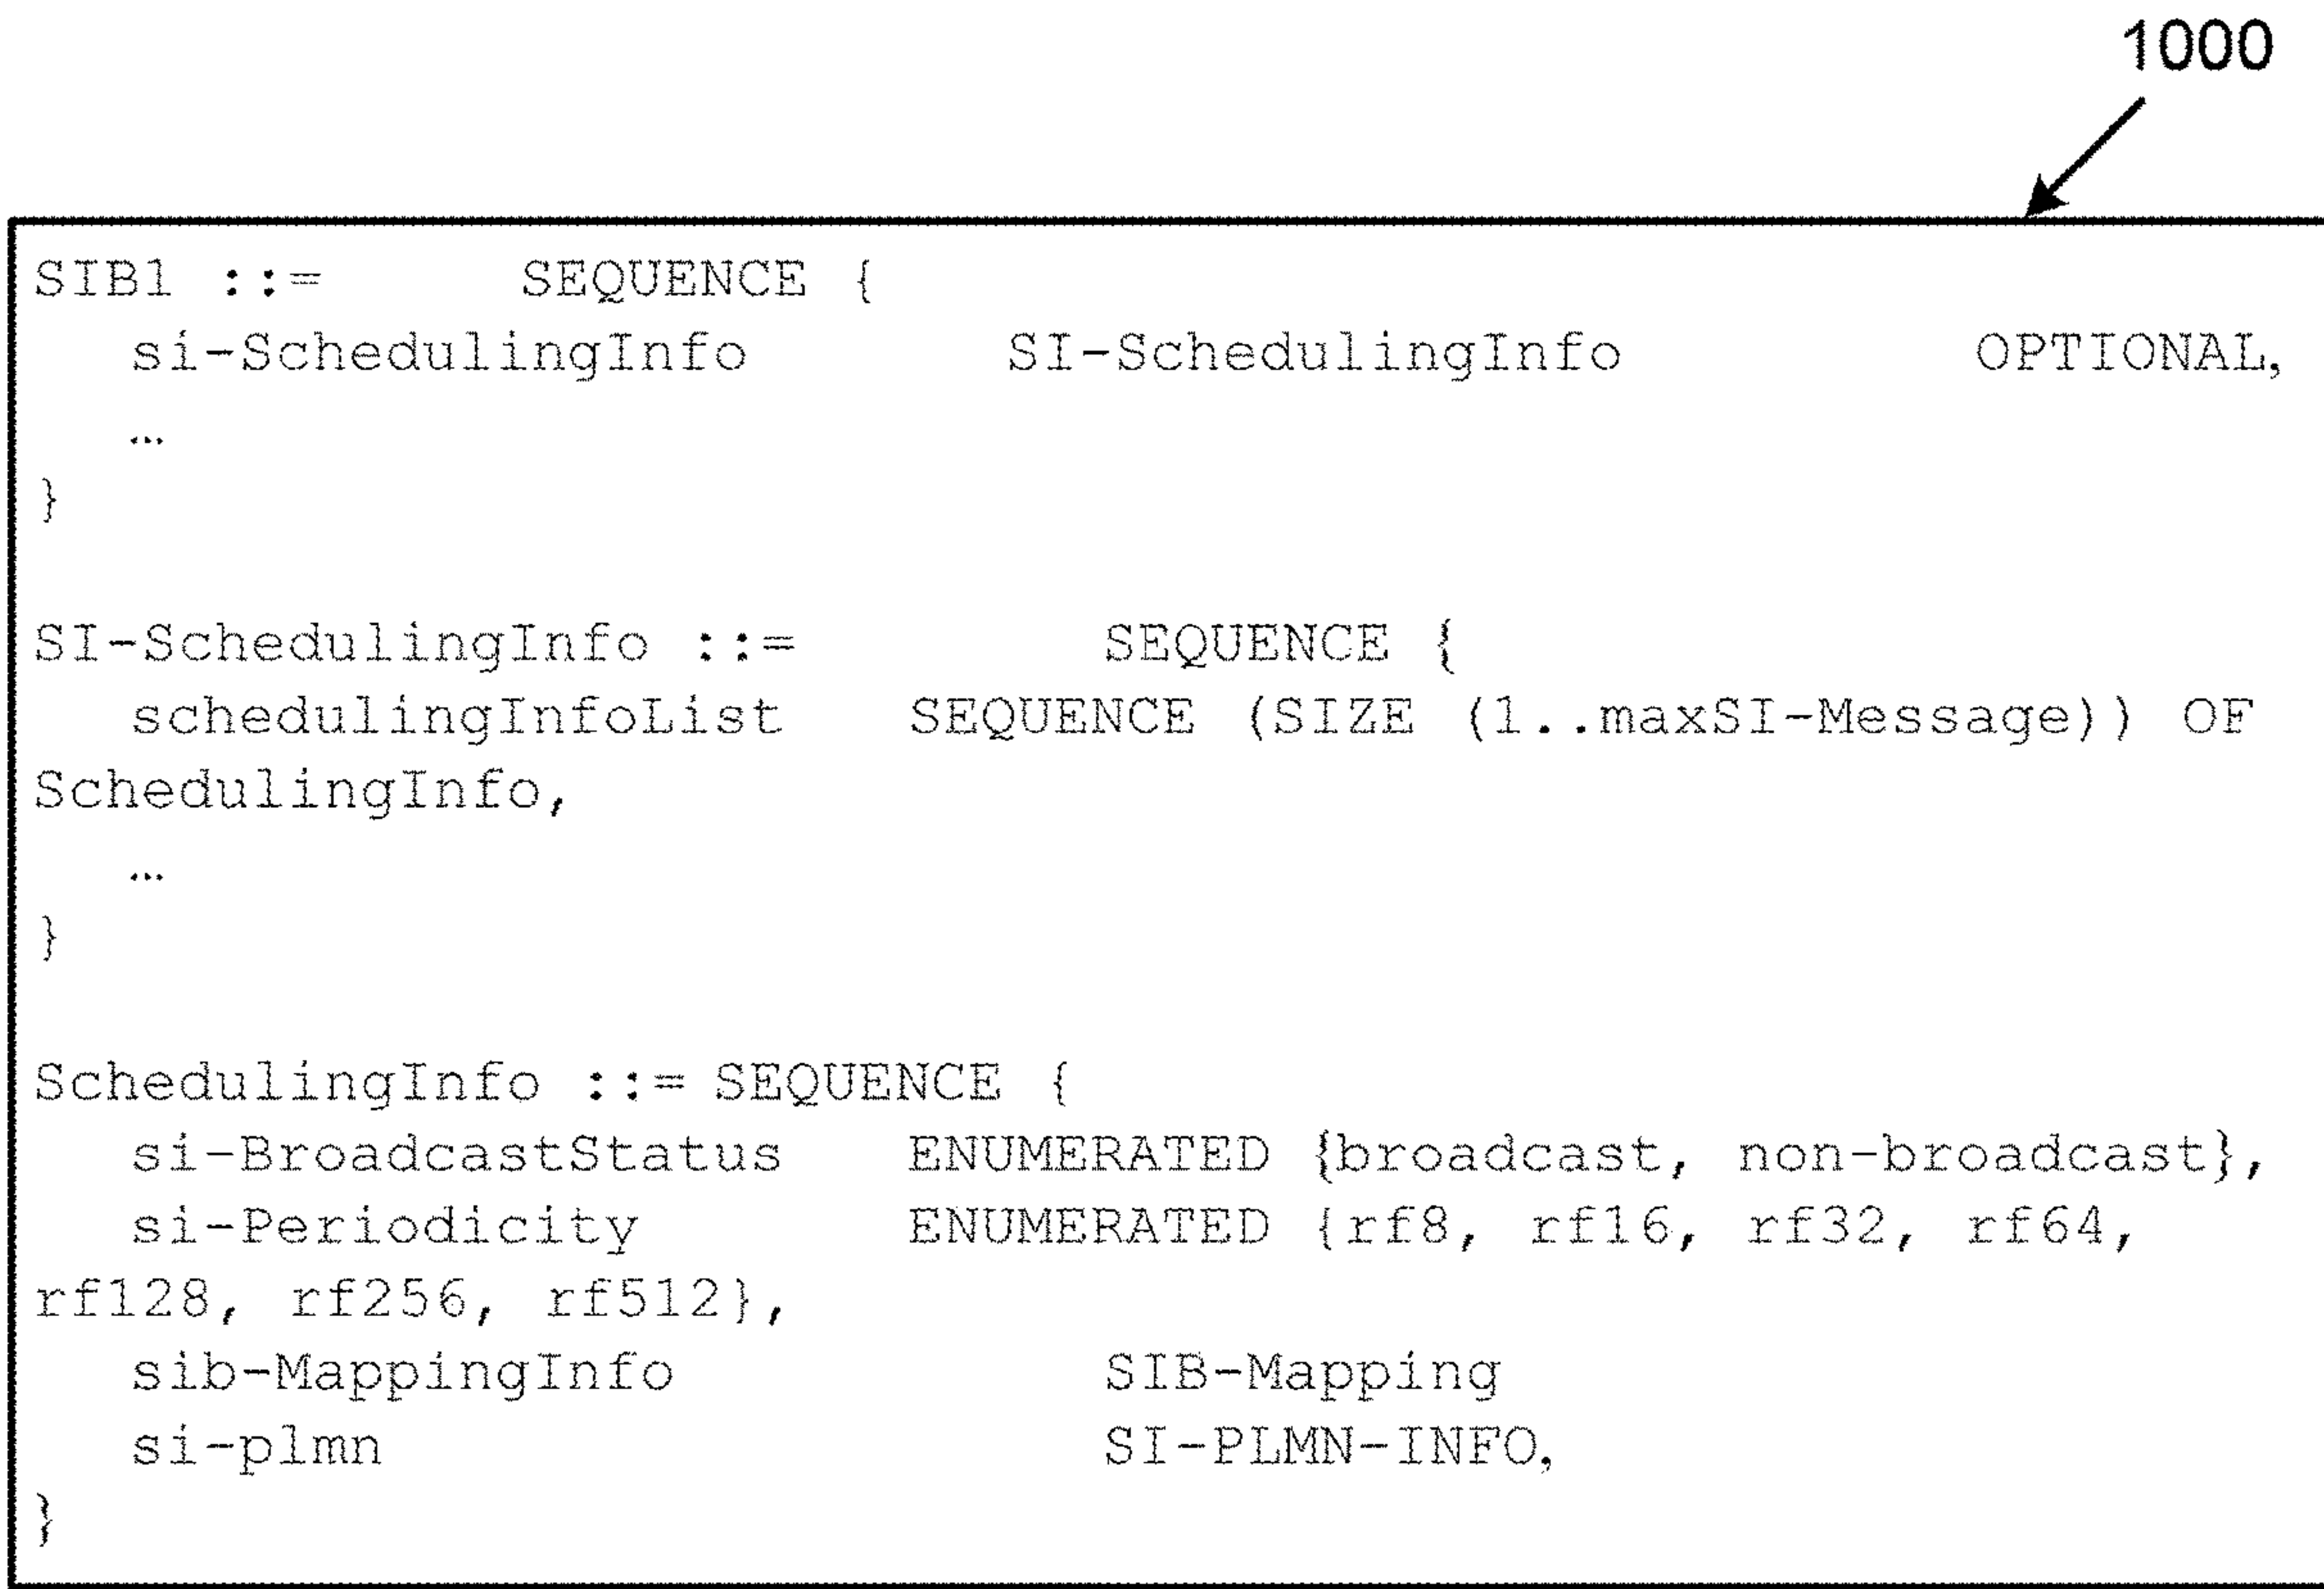 1000
SIB1 ::= SEQUENCE {
si-SchedulingInfo SI-SchedulingInfo OPTIONAL,
...
}
SI-SchedulingInfo ::= SEQUENCE {
schedulingInfoList SEQUENCE (SIZE (1..maxSI-Message)) OF
SchedulingInfo,
...
}
SchedulingInfo ::= SEQUENCE {
si-BroadcastStatus ENUMERATED {broadcast, non-broadcast},
si-Periodicity ENUMERATED {rf8, rf16, rf32, rf64,
rf128, rf256, rf512},
sib-MappingInfo SIB-Mapping
si-plmn SI-PLMN-INFO,
}